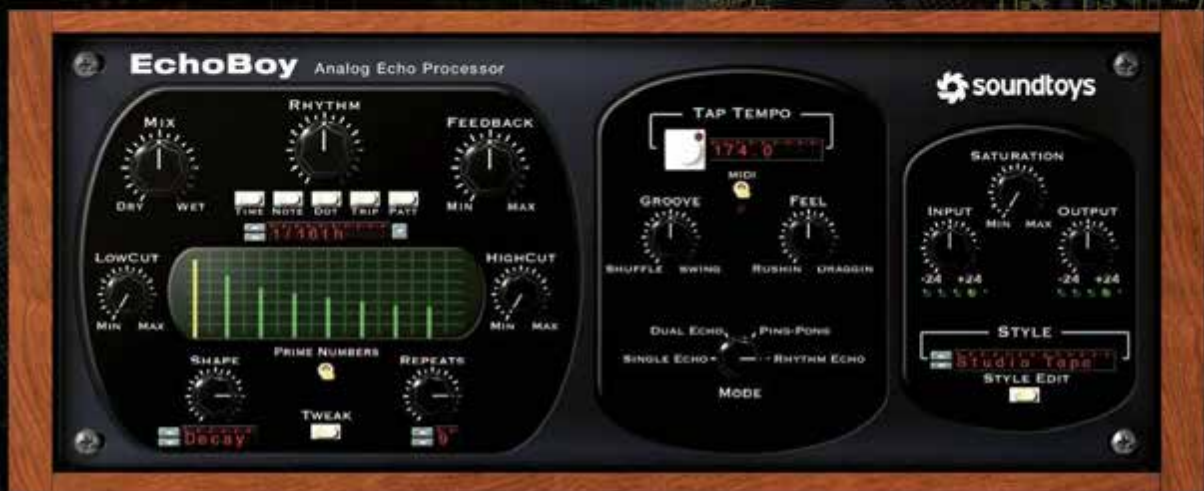 EchoBoy Analog Echo Processor
soundtoys
MIX
RHYTHM
FEEDBACK
DRY WET
MIN MAX
TIME NOTE DOT TRIP PATT
1/16th
LOWCUT
HIGHCUT
MIN MAX
MIN MAX
PRIME NUMBERS
SHAPE
REPEATS
TWEAK
Decay
9
TAP TEMPO
174.0
MIDI
GROOVE
FEEL
SHUFFLE SWING
RUSHIN DRAGGIN
DUAL ECHO PING-PONG
SINGLE ECHO RHYTHM ECHO
MODE
SATURATION
MIN MAX
INPUT
OUTPUT
-24 +24
-24 +24
STYLE
Studio Tape
STYLE EDIT